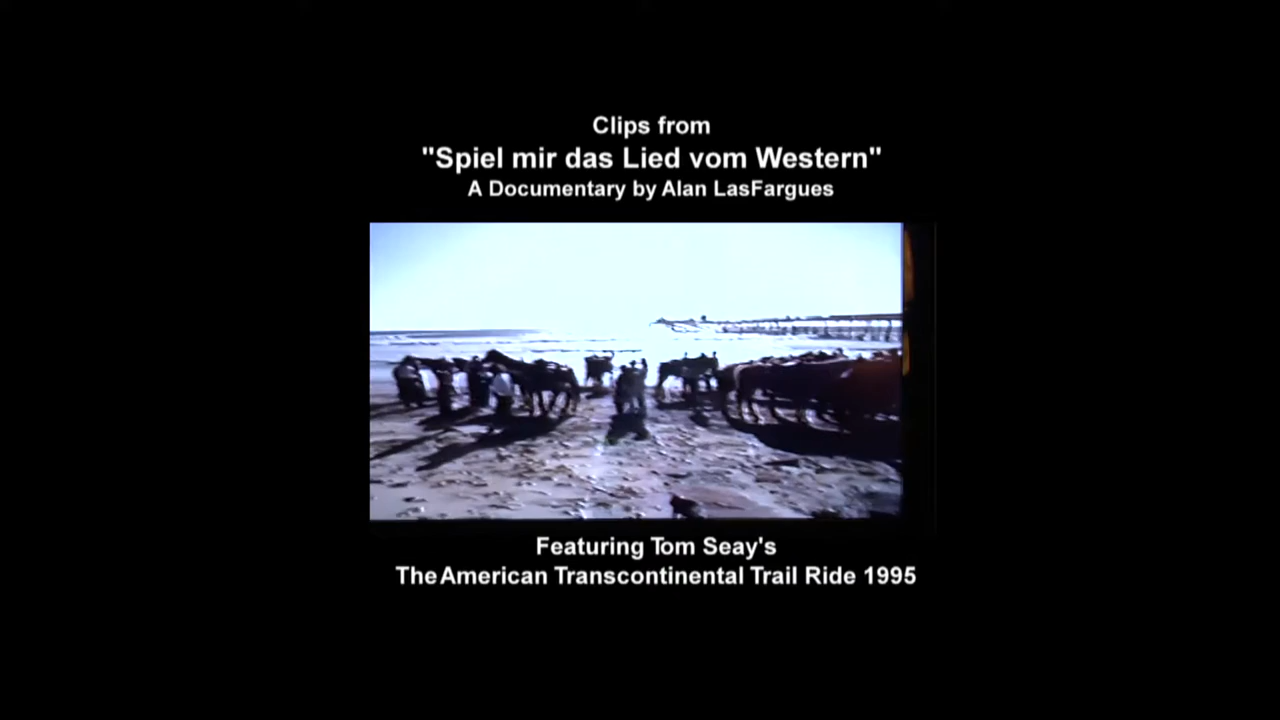 Clips from
"Spiel mir das Lied vom Western"
A Documentary by Alan LasFargues
Featuring Tom Seay's
The American Transcontinental Trail Ride 1995